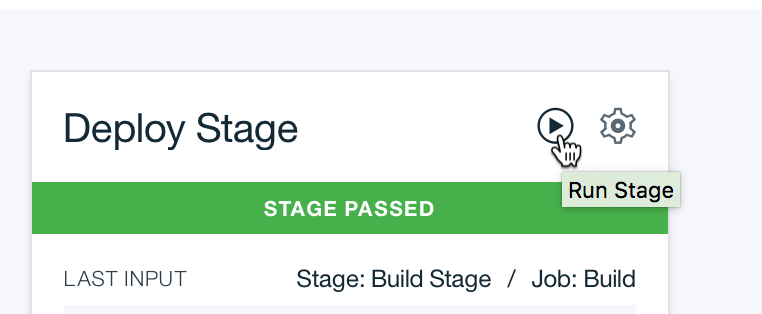 Deploy Stage
Run Stage
STAGE PASSED
LAST INPUT Stage: Build Stage / Job: Build